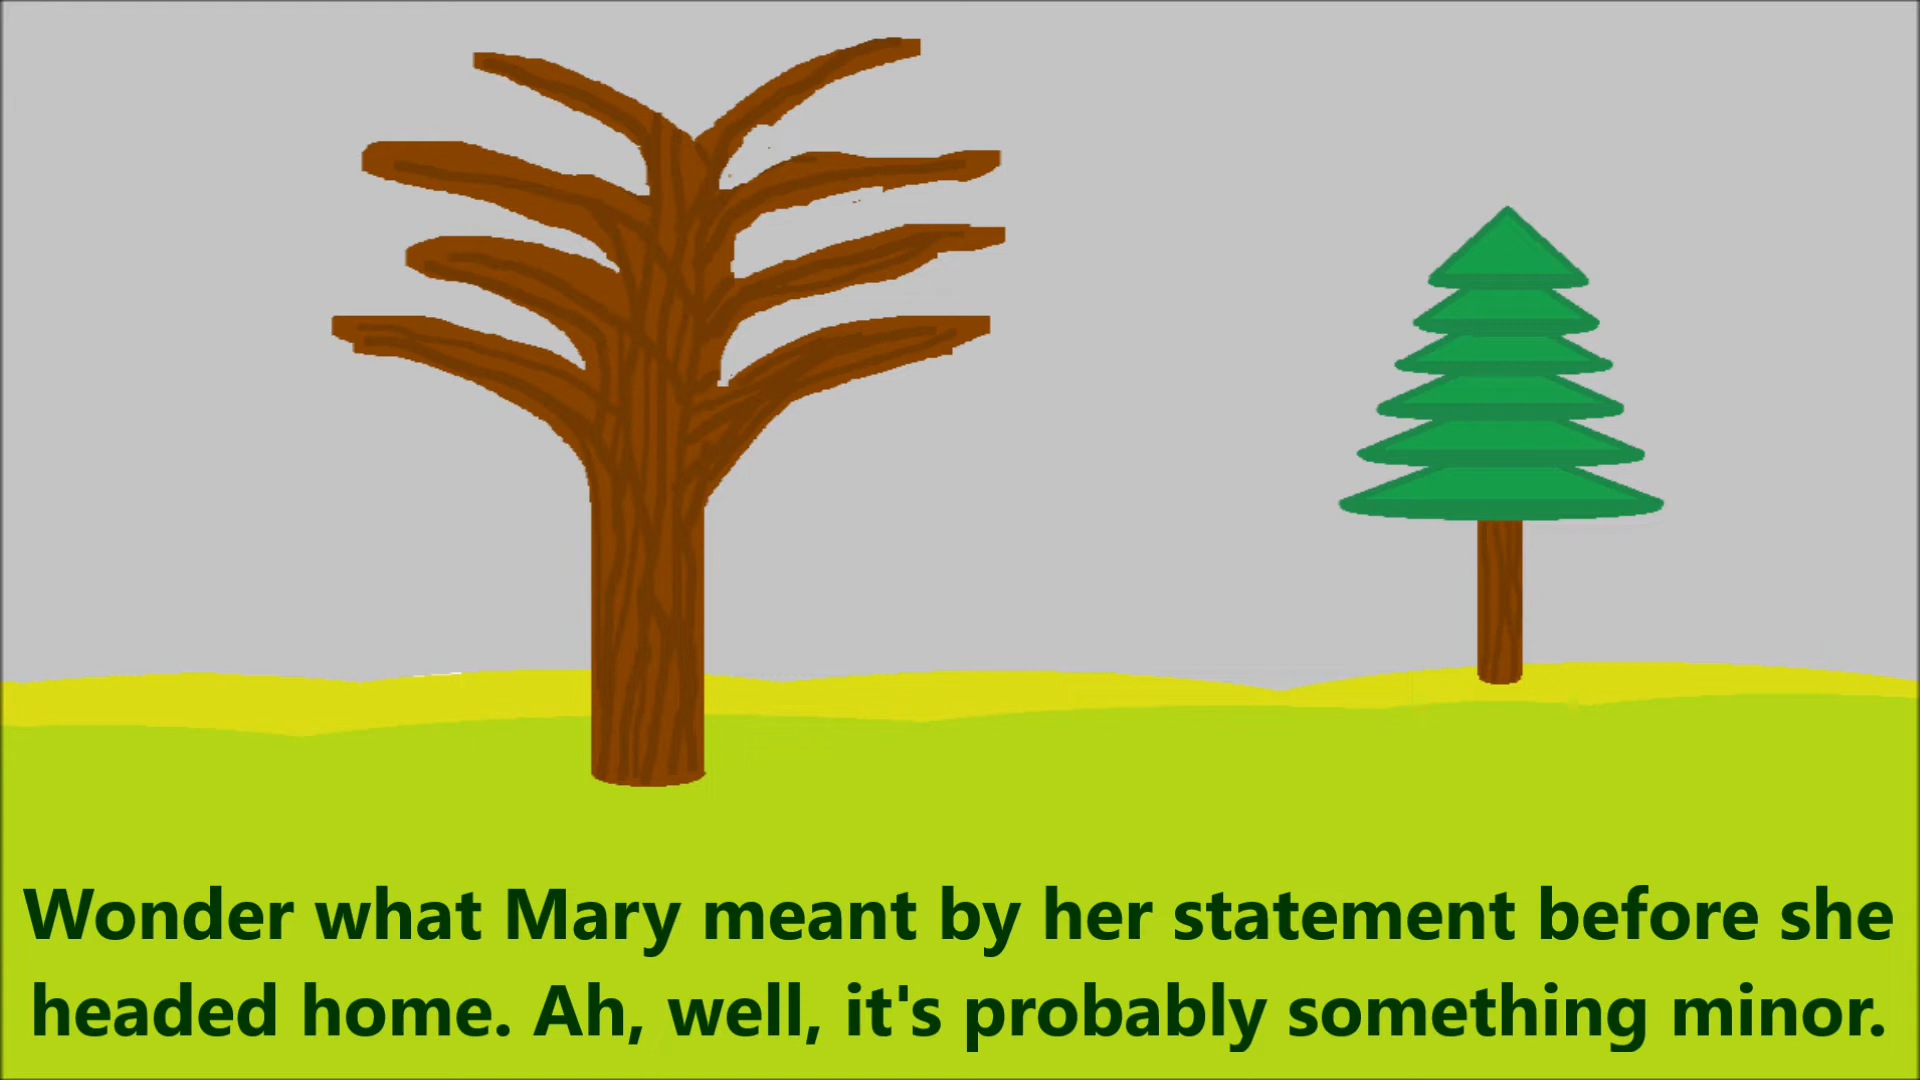 Wonder what Mary meant by her statement before she
headed home. Ah, well, it's probably something minor.